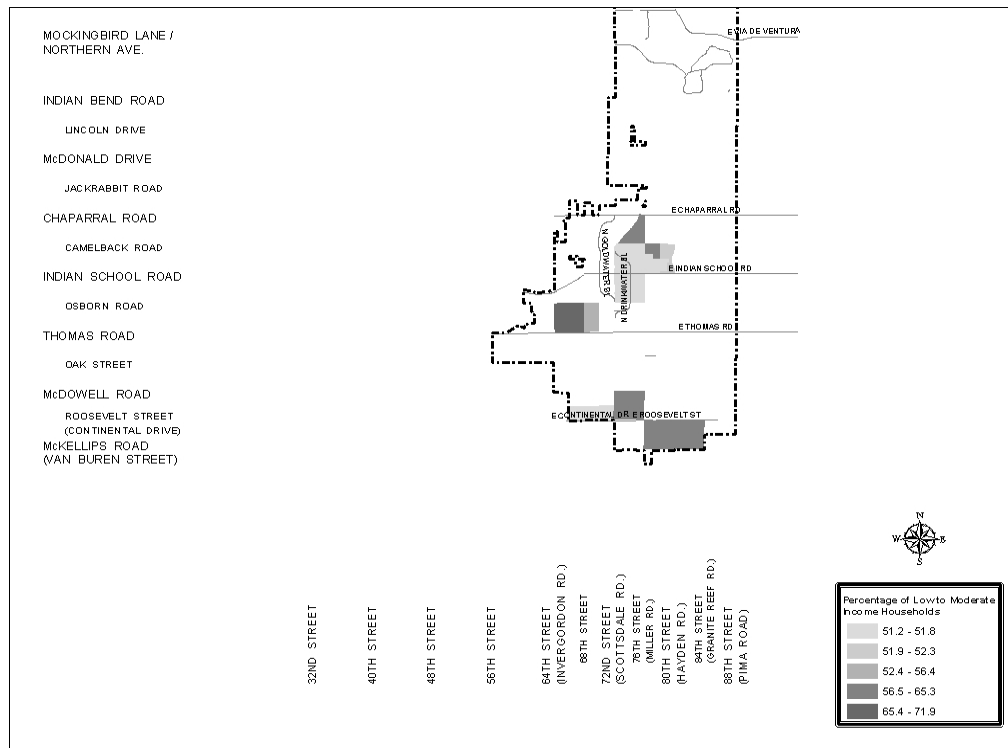 MOCKINGBIRD LANE /
NORTHERN AVE.
INDIAN BEND ROAD
LINCOLN DRIVE
McDONALD DRIVE
JACKRABBIT ROAD
CHAPARRAL ROAD
CAMELBACK ROAD
INDIAN SCHOOL ROAD
OSBORN ROAD
THOMAS ROAD
OAK STREET
McDOWELL ROAD
ROOSEVELT STREET
(CONTINENTAL DRIVE)
McKELLIPS ROAD
(VAN BUREN STREET)
E VIA DE VENTURA
E CHAPARRAL RD
N GOLDWATER BL
N DRINKWATER BL
E INDIAN SCHOOL RD
E THOMAS RD
E CONTINENTAL DR
E ROOSEVELT ST
32ND STREET
40TH STREET
48TH STREET
56TH STREET
64TH STREET
(INVERGORDON RD.)
68TH STREET
72ND STREET
(SCOTTSDALE RD.)
76TH STREET
(MILLER RD.)
80TH STREET
(HAYDEN RD.)
84TH STREET
(GRANITE REEF RD.)
88TH STREET
(PIMA ROAD)
N
W E
S
Percentage of Low to Moderate
Income Households
51.2 - 51.8
51.9 - 52.3
52.4 - 56.4
56.5 - 65.3
65.4 - 71.9